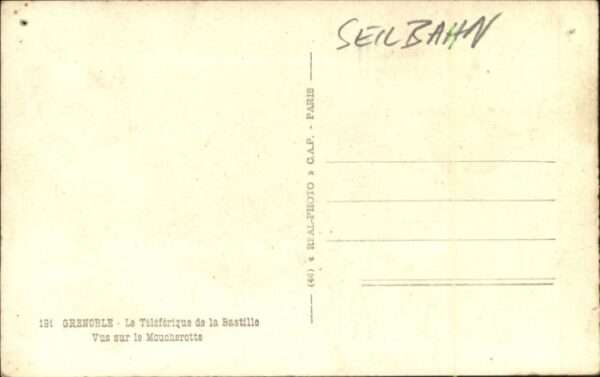 SEILBAHN
(46) « REAL-PHOTO » C.A.P. - PARIS
191 GRENOBLE - Le Téléférique de la Bastille
Vue sur le Moucherotte